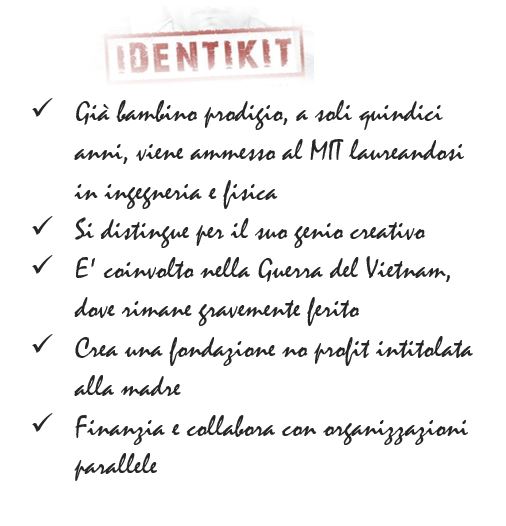 IDENTIKIT
Già bambino prodigio, a soli quindici
anni, viene ammesso al MIT laureandosi
in ingegneria e fisica
Si distingue per il suo genio creativo
E' coinvolto nella Guerra del Vietnam,
dove rimane gravemente ferito
Crea una fondazione no profit intitolata
alla madre
Finanzia e collabora con organizzazioni
parallele